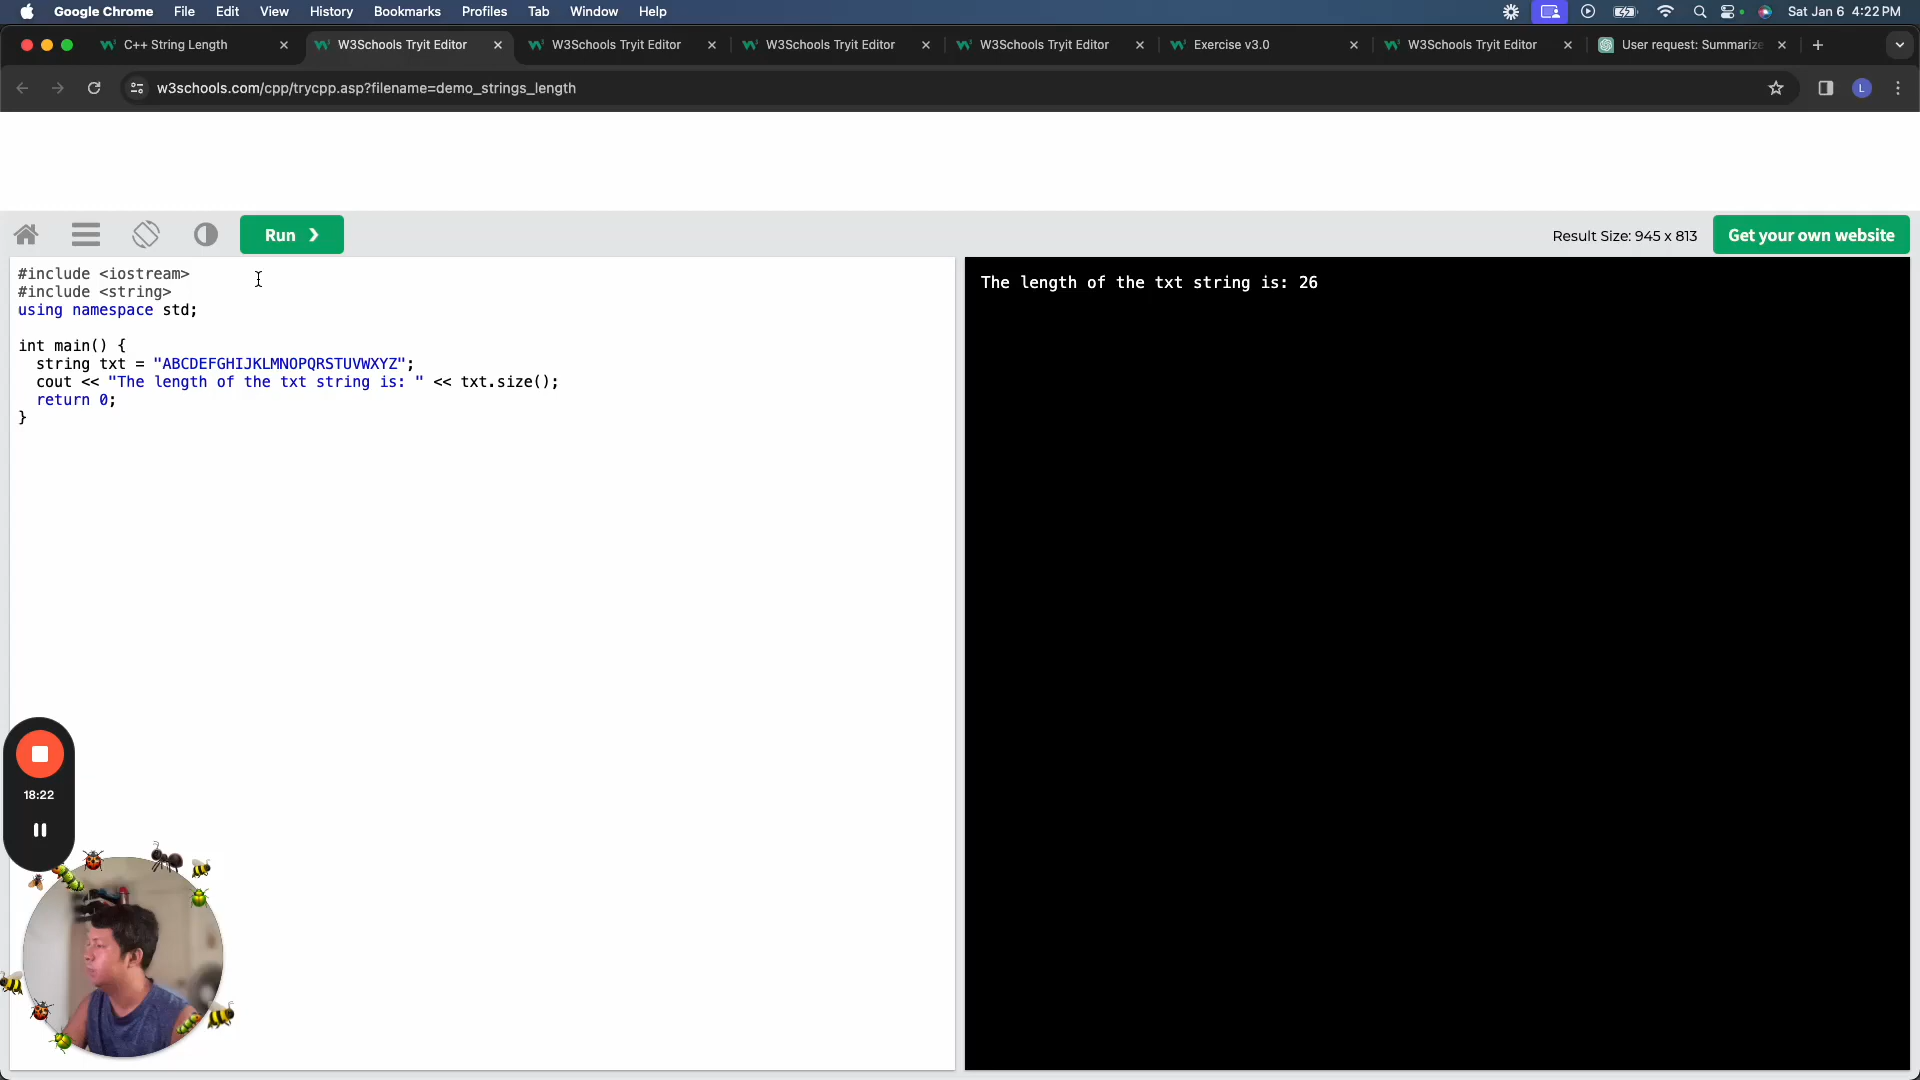 Google Chrome File Edit View History Bookmarks Profiles Tab Window Help Sat Jan 6 4:22 PM
C++ String Length W3Schools Tryit Editor W3Schools Tryit Editor W3Schools Tryit Editor W3Schools Tryit Editor Exercise v3.0 W3Schools Tryit Editor User request: Summarize
w3schools.com/cpp/trycpp.asp?filename=demo_strings_length L
Run ❯ Result Size: 945 x 813 Get your own website
#include <iostream>
#include <string>
using namespace std;
int main() {
string txt = "ABCDEFGHIJKLMNOPQRSTUVWXYZ";
cout << "The length of the txt string is: " << txt.size();
return 0;
}
The length of the txt string is: 26
18:22